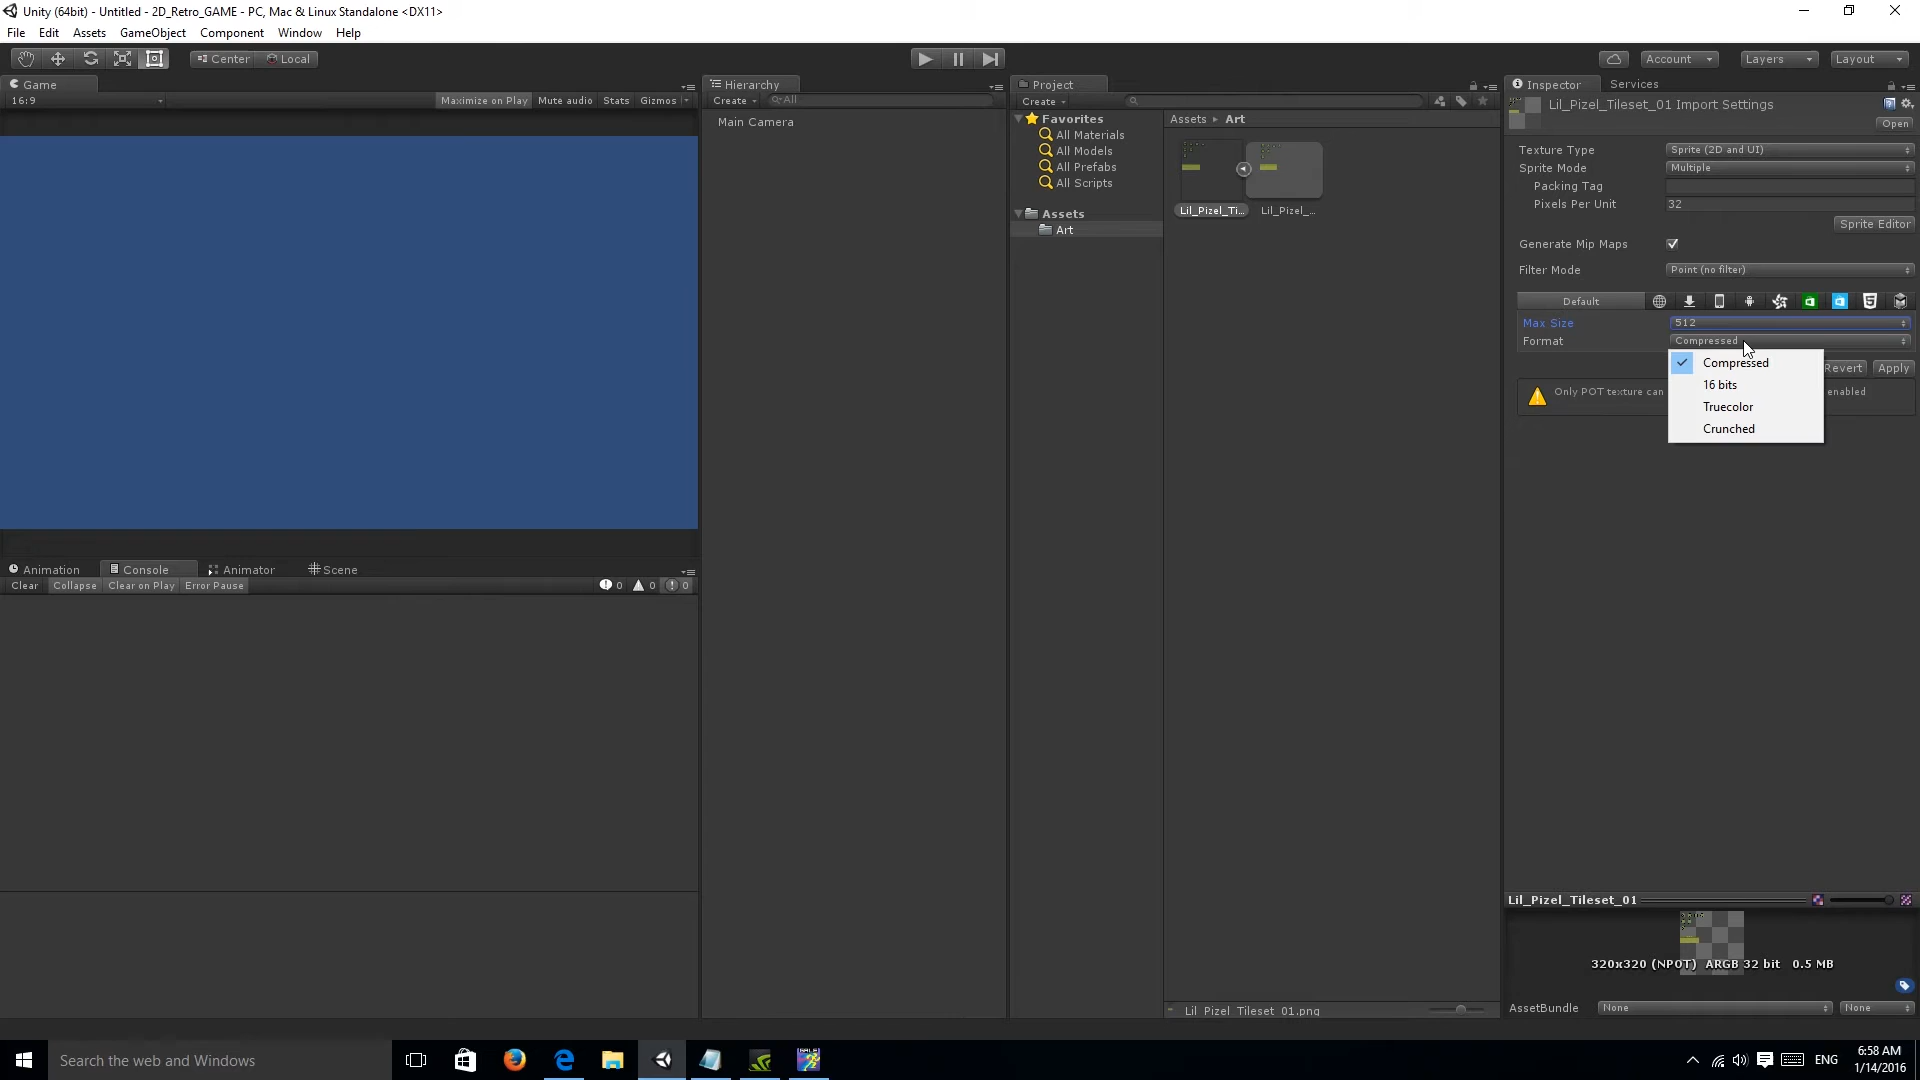 Unity (64bit) - Untitled - 2D_Retro_GAME - PC, Mac & Linux Standalone <DX11>
File Edit Assets GameObject Component Window Help
Center Local Account Layers Layout
Game
16:9 Maximize on Play Mute audio Stats Gizmos
Hierarchy
Create All
Main Camera
Project
Create
Favorites
All Materials
All Models
All Prefabs
All Scripts
Assets
Art
Assets Art
Lil_Pizel_Ti... Lil_Pizel_...
Inspector Services
Lil_Pizel_Tileset_01 Import Settings
Open
Texture Type Sprite (2D and UI)
Sprite Mode Multiple
Packing Tag
Pixels Per Unit 32
Sprite Editor
Generate Mip Maps
Filter Mode Point (no filter)
Default
Max Size 512
Format Compressed
Compressed
16 bits
Truecolor
Crunched
Revert Apply
Only POT texture can enabled
Animation Console Animator Scene
Clear Collapse Clear on Play Error Pause 0 0 0
Lil_Pizel_Tileset_01
320x320 (NPOT) ARGB 32 bit 0.5 MB
AssetBundle None None
Lil_Pizel_Tileset_01.png
Search the web and Windows
ENG
6:58 AM
1/14/2016